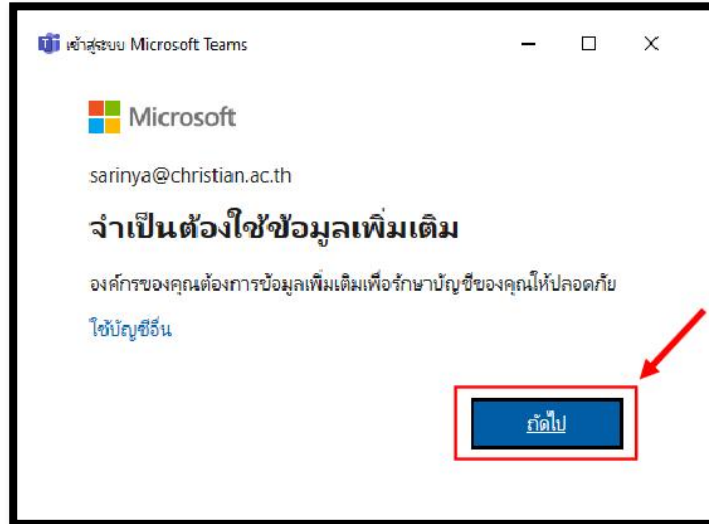 เข้าสู่ระบบ Microsoft Teams
Microsoft
sarinya@christian.ac.th
จำเป็นต้องใช้ข้อมูลเพิ่มเติม
องค์กรของคุณต้องการข้อมูลเพิ่มเติมเพื่อรักษาบัญชีของคุณให้ปลอดภัย
ใช้บัญชีอื่น
ถัดไป